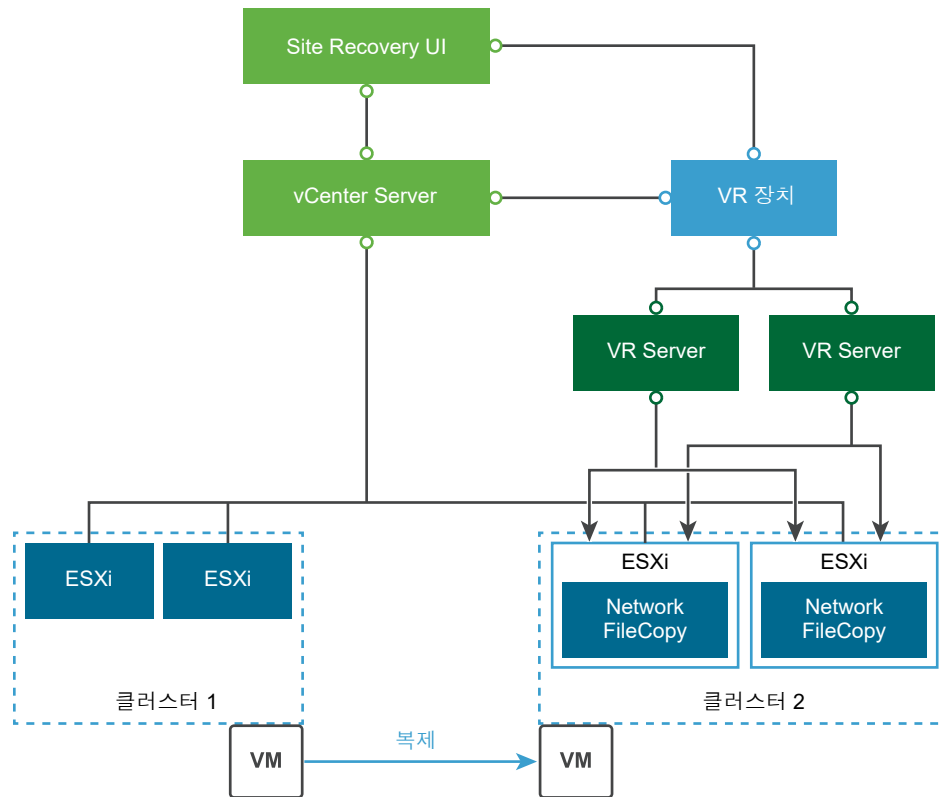 Site Recovery UI
vCenter Server
VR 장치
VR Server
VR Server
ESXi
ESXi
ESXi
Network
FileCopy
ESXi
Network
FileCopy
클러스터 1
클러스터 2
VM
복제
VM